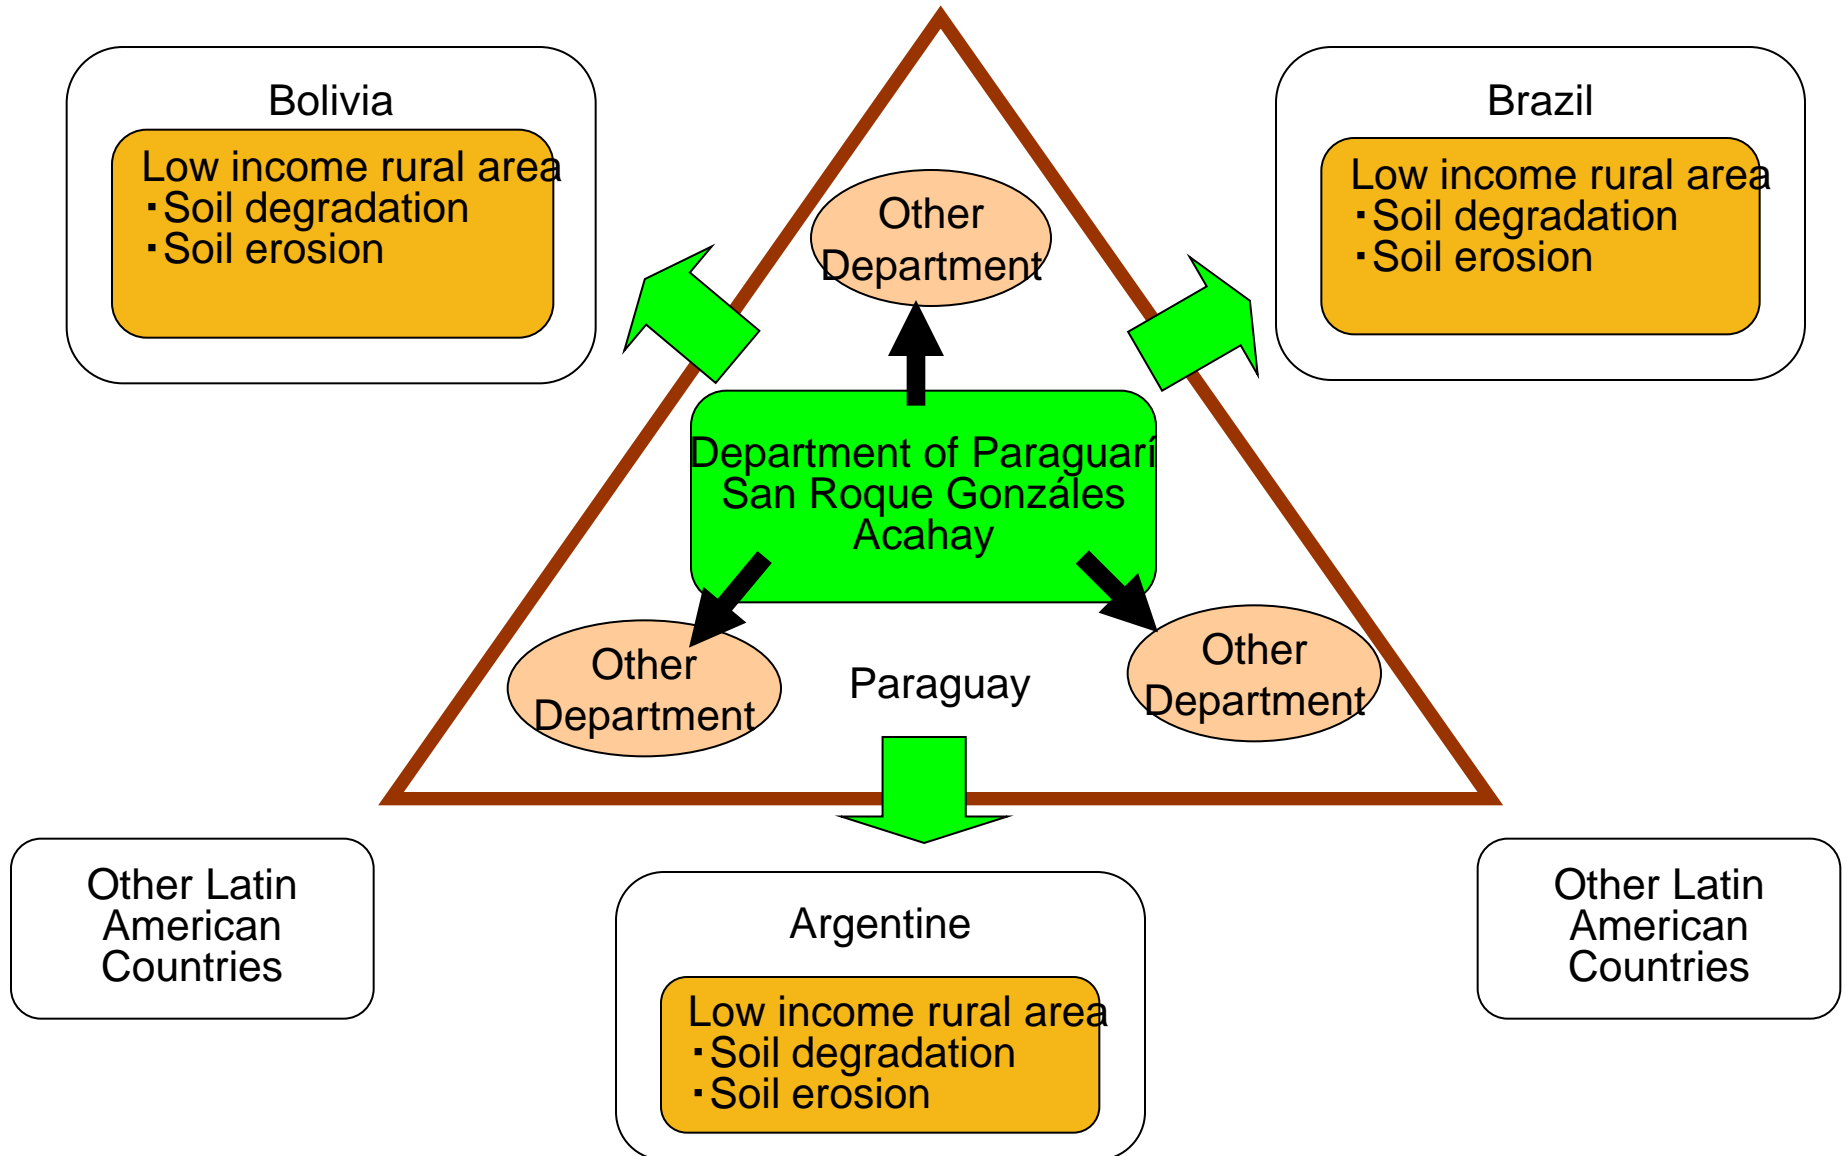 Bolivia
Low income rural area
・Soil degradation
・Soil erosion
Brazil
Low income rural area
・Soil degradation
・Soil erosion
Other
Department
Department of Paraguarí
San Roque Gonzáles
Acahay
Other
Department
Paraguay
Other
Department
Other Latin
American
Countries
Argentine
Low income rural area
・Soil degradation
・Soil erosion
Other Latin
American
Countries